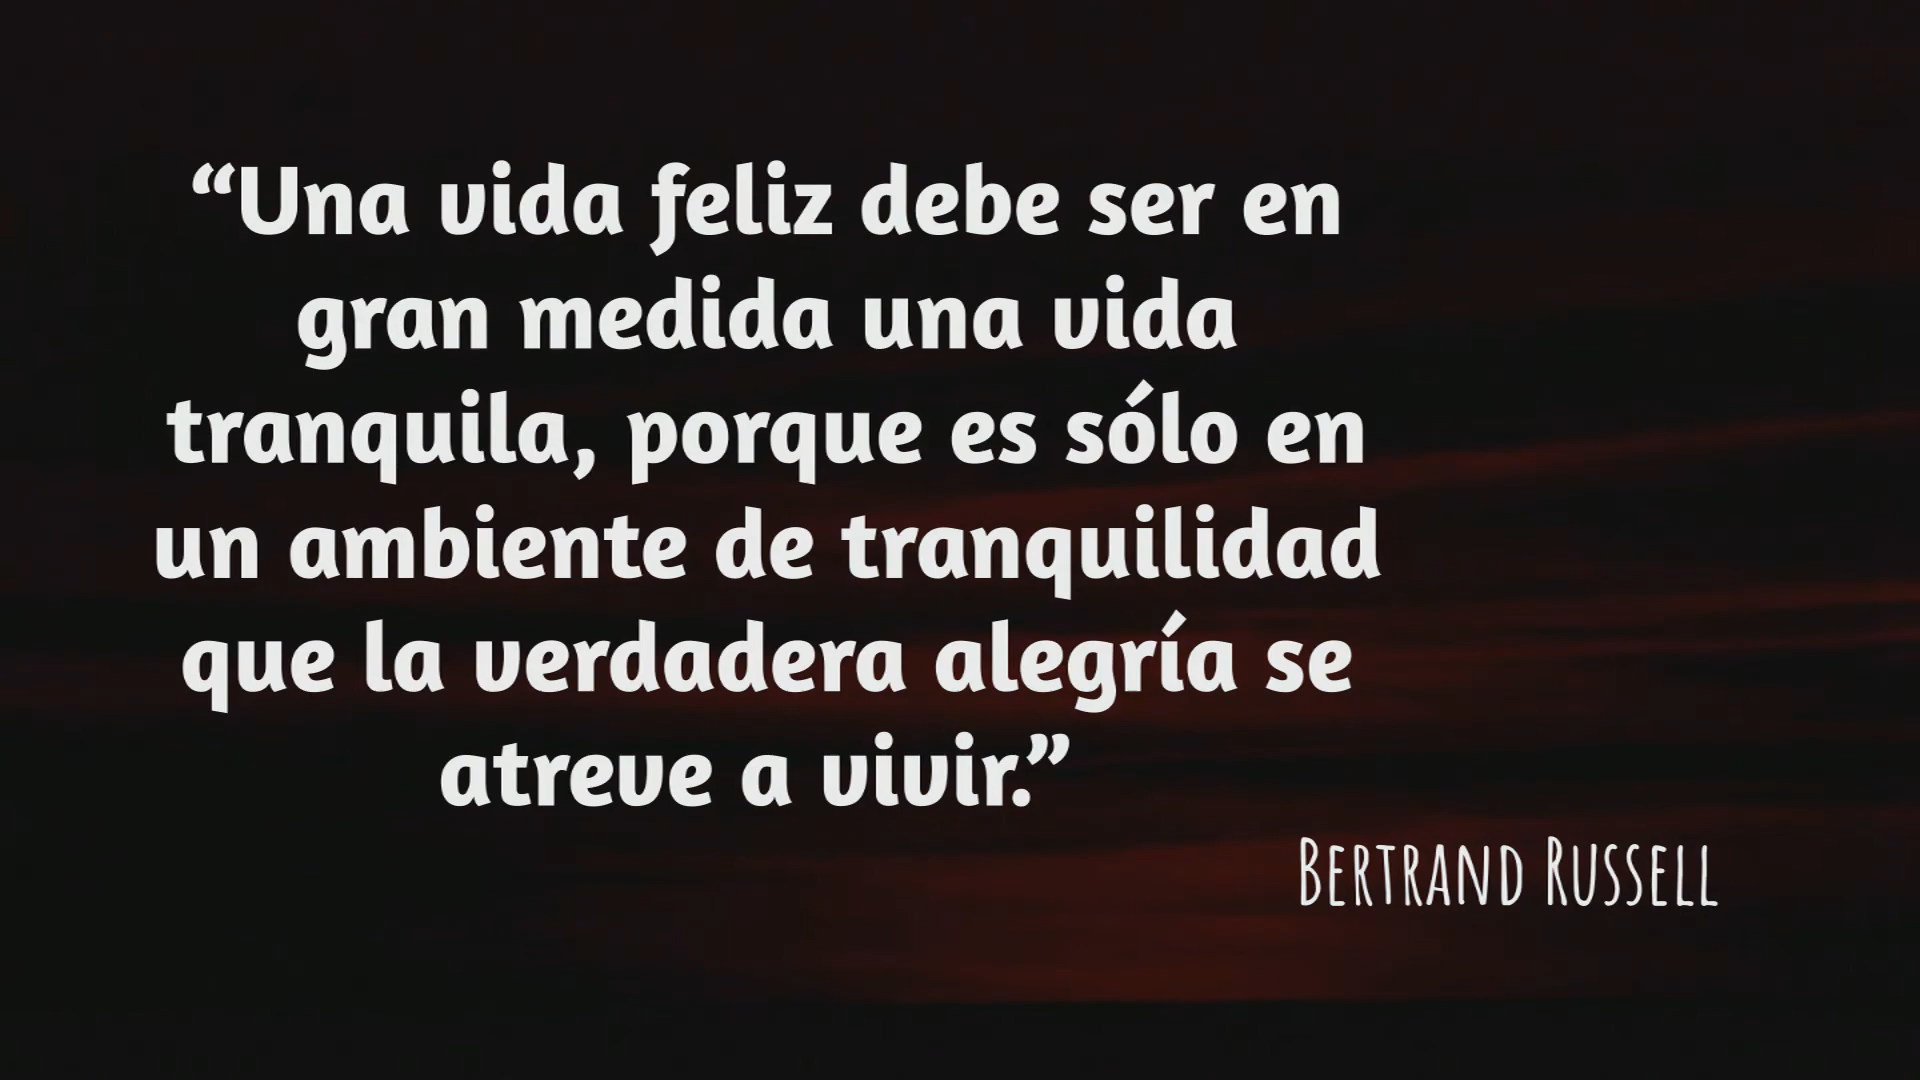 “Una vida feliz debe ser en
gran medida una vida
tranquila, porque es sólo en
un ambiente de tranquilidad
que la verdadera alegría se
atreve a vivir.”
Bertrand Russell